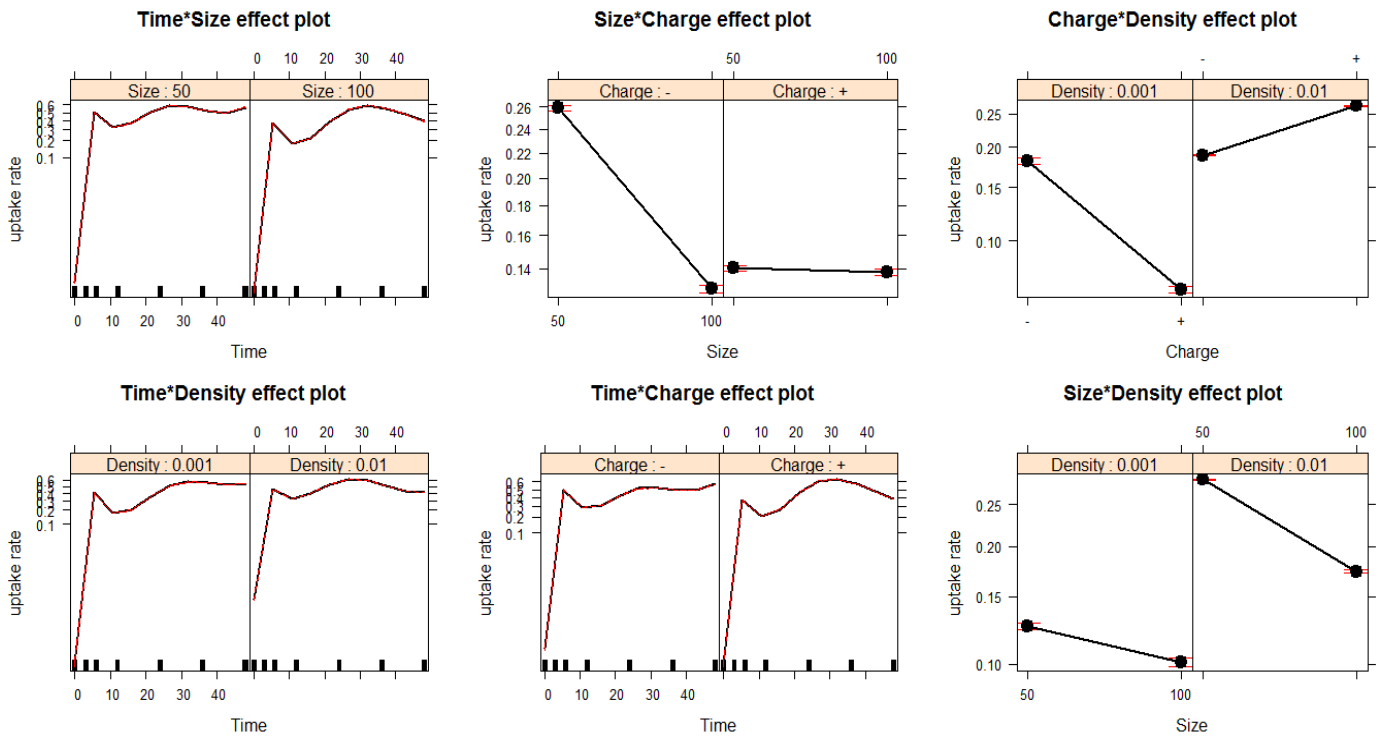 Time*Size effect plot
0 10 20 30 40
Size : 50 Size : 100
0.6
0.5
0.4
0.3
0.2
0.1
uptake rate
0 10 20 30 40
Time
Size*Charge effect plot
50 100
Charge : - Charge : +
0.26
0.24
0.22
0.20
0.18
0.16
0.14
uptake rate
50 100
Size
Charge*Density effect plot
- +
Density : 0.001 Density : 0.01
0.25
0.20
0.15
0.10
uptake rate
- +
Charge
Time*Density effect plot
0 10 20 30 40
Density : 0.001 Density : 0.01
0.6
0.5
0.4
0.3
0.2
0.1
uptake rate
0 10 20 30 40
Time
Time*Charge effect plot
0 10 20 30 40
Charge : - Charge : +
0.6
0.5
0.4
0.3
0.2
0.1
uptake rate
0 10 20 30 40
Time
Size*Density effect plot
50 100
Density : 0.001 Density : 0.01
0.25
0.20
0.15
0.10
uptake rate
50 100
Size